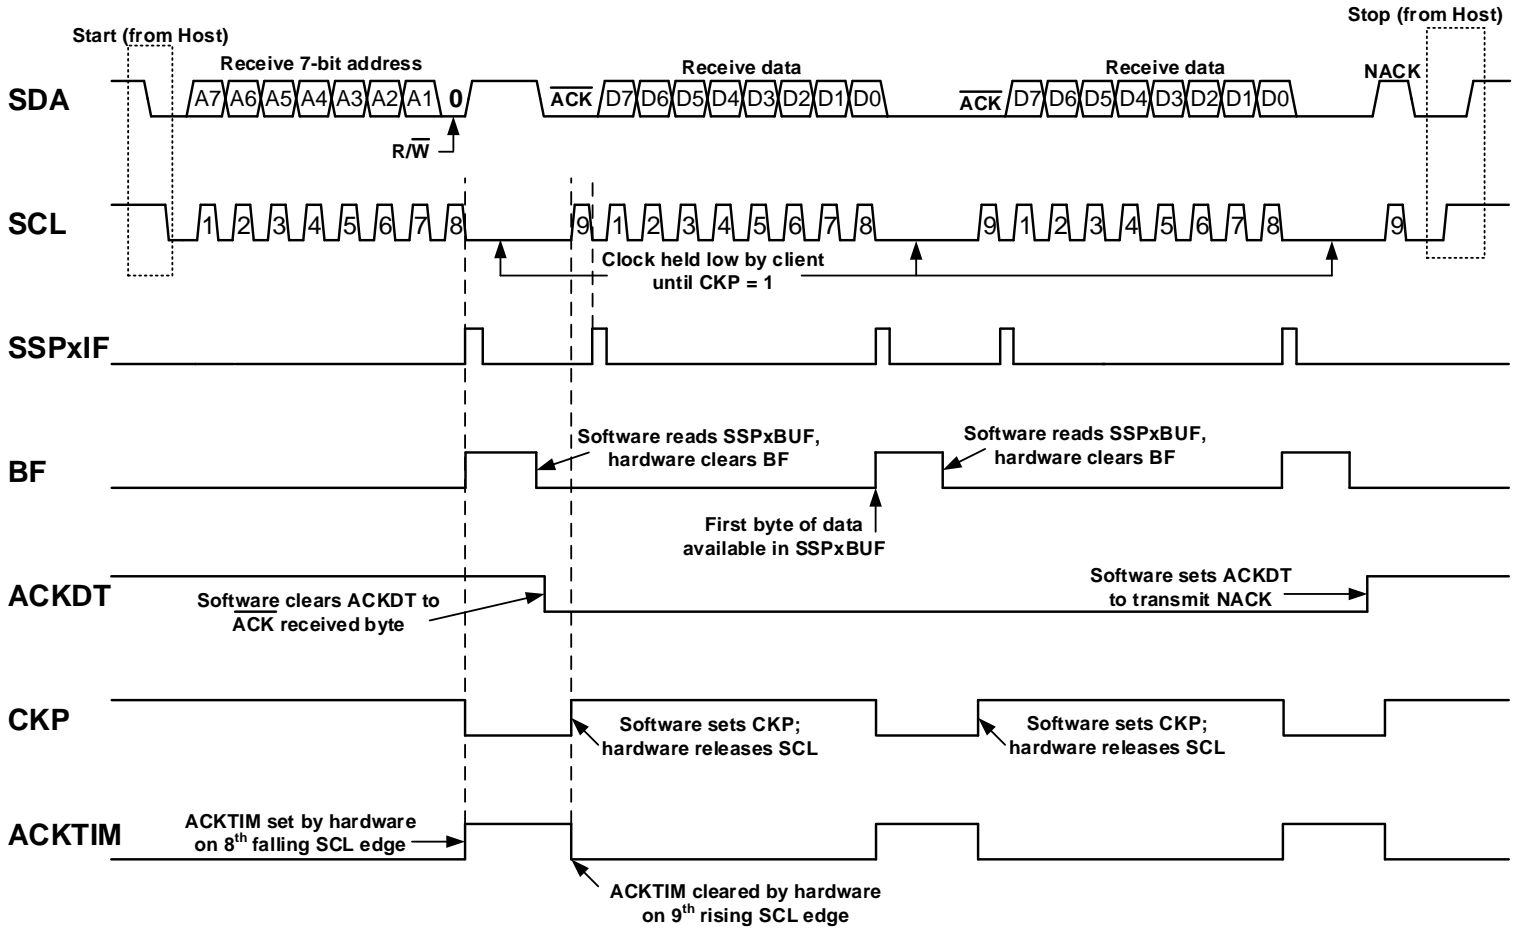 Stop (from Host)
Start (from Host)
Receive 7-bit address
Receive data
Receive data
NACK
SDA
A7 A6 A5 A4 A3 A2 A1 0
ACK
D7 D6 D5 D4 D3 D2 D1 D0
ACK
D7 D6 D5 D4 D3 D2 D1 D0
R/W
SCL
1 2 3 4 5 6 7 8 9 1 2 3 4 5 6 7 8 9 1 2 3 4 5 6 7 8 9
Clock held low by client
until CKP = 1
SSPxIF
BF
Software reads SSPxBUF,
hardware clears BF
Software reads SSPxBUF,
hardware clears BF
First byte of data
available in SSPxBUF
ACKDT
Software clears ACKDT to
ACK received byte
Software sets ACKDT
to transmit NACK
CKP
Software sets CKP;
hardware releases SCL
Software sets CKP;
hardware releases SCL
ACKTIM
ACKTIM set by hardware
on 8th falling SCL edge
ACKTIM cleared by hardware
on 9th rising SCL edge